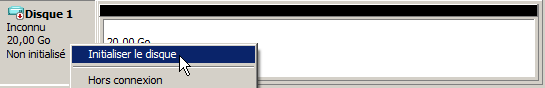 Disque 1
Inconnu
20,00 Go
Non initialisé
20,00 Go
Initialiser le disque
Hors connexion